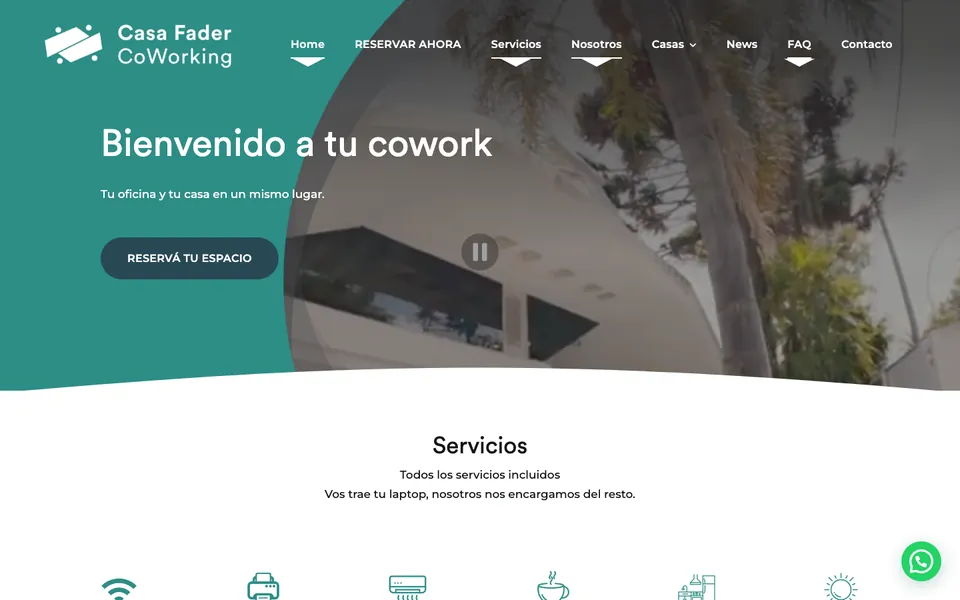 Casa Fader
CoWorking
Home
RESERVAR AHORA
Servicios
Nosotros
Casas
News
FAQ
Contacto
Bienvenido a tu cowork
Tu oficina y tu casa en un mismo lugar.
RESERVÁ TU ESPACIO
Servicios
Todos los servicios incluidos
Vos trae tu laptop, nosotros nos encargamos del resto.